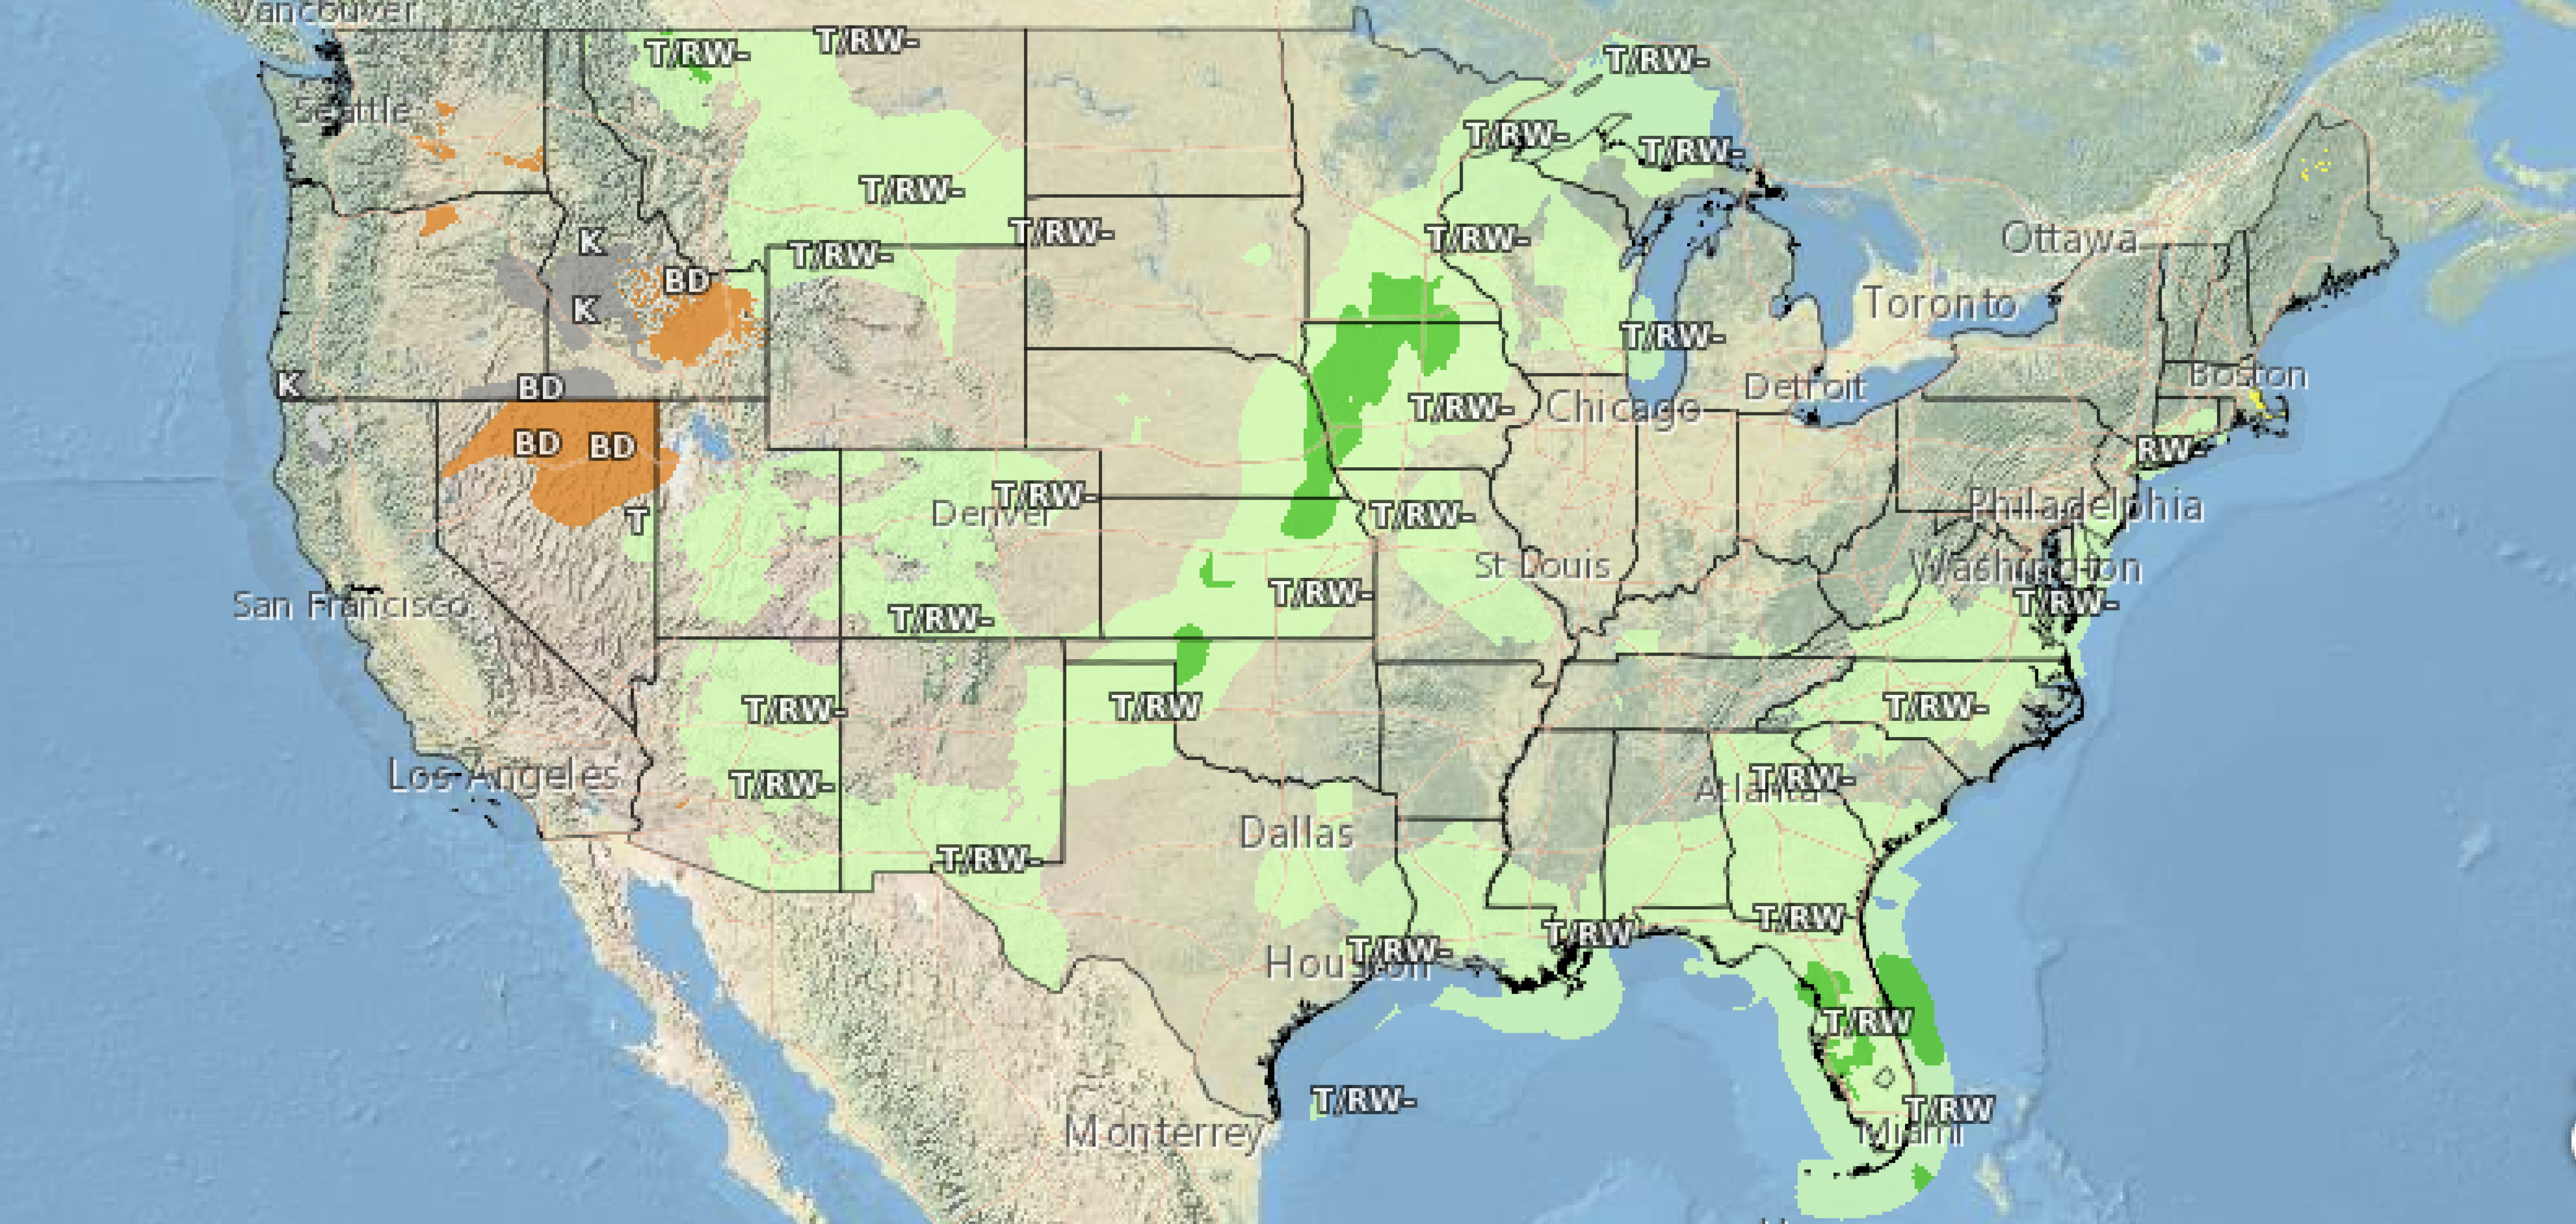 Vancouver
T/RW-
T/RW-
T/RW-
Seattle
T/RW-
T/RW-
T/RW-
T/RW-
K
T/RW-
T/RW-
Ottawa
BD
K
Toronto
T/RW-
K
BD
Detroit
Boston
T/RW-
Chicago
BD
BD
RW-
T/RW-
Denver
T
T/RW-
Philadelphia
St Louis
Washington
T/RW-
San Francisco
T/RW-
T/RW-
T/RW-
T/RW
T/RW-
Los Angeles
T/RW-
T/RW-
Atlanta
Dallas
T/RW-
T/RW
T/RW
T/RW-
Houston
T/RW
T/RW-
T/RW
Monterrey
Miami